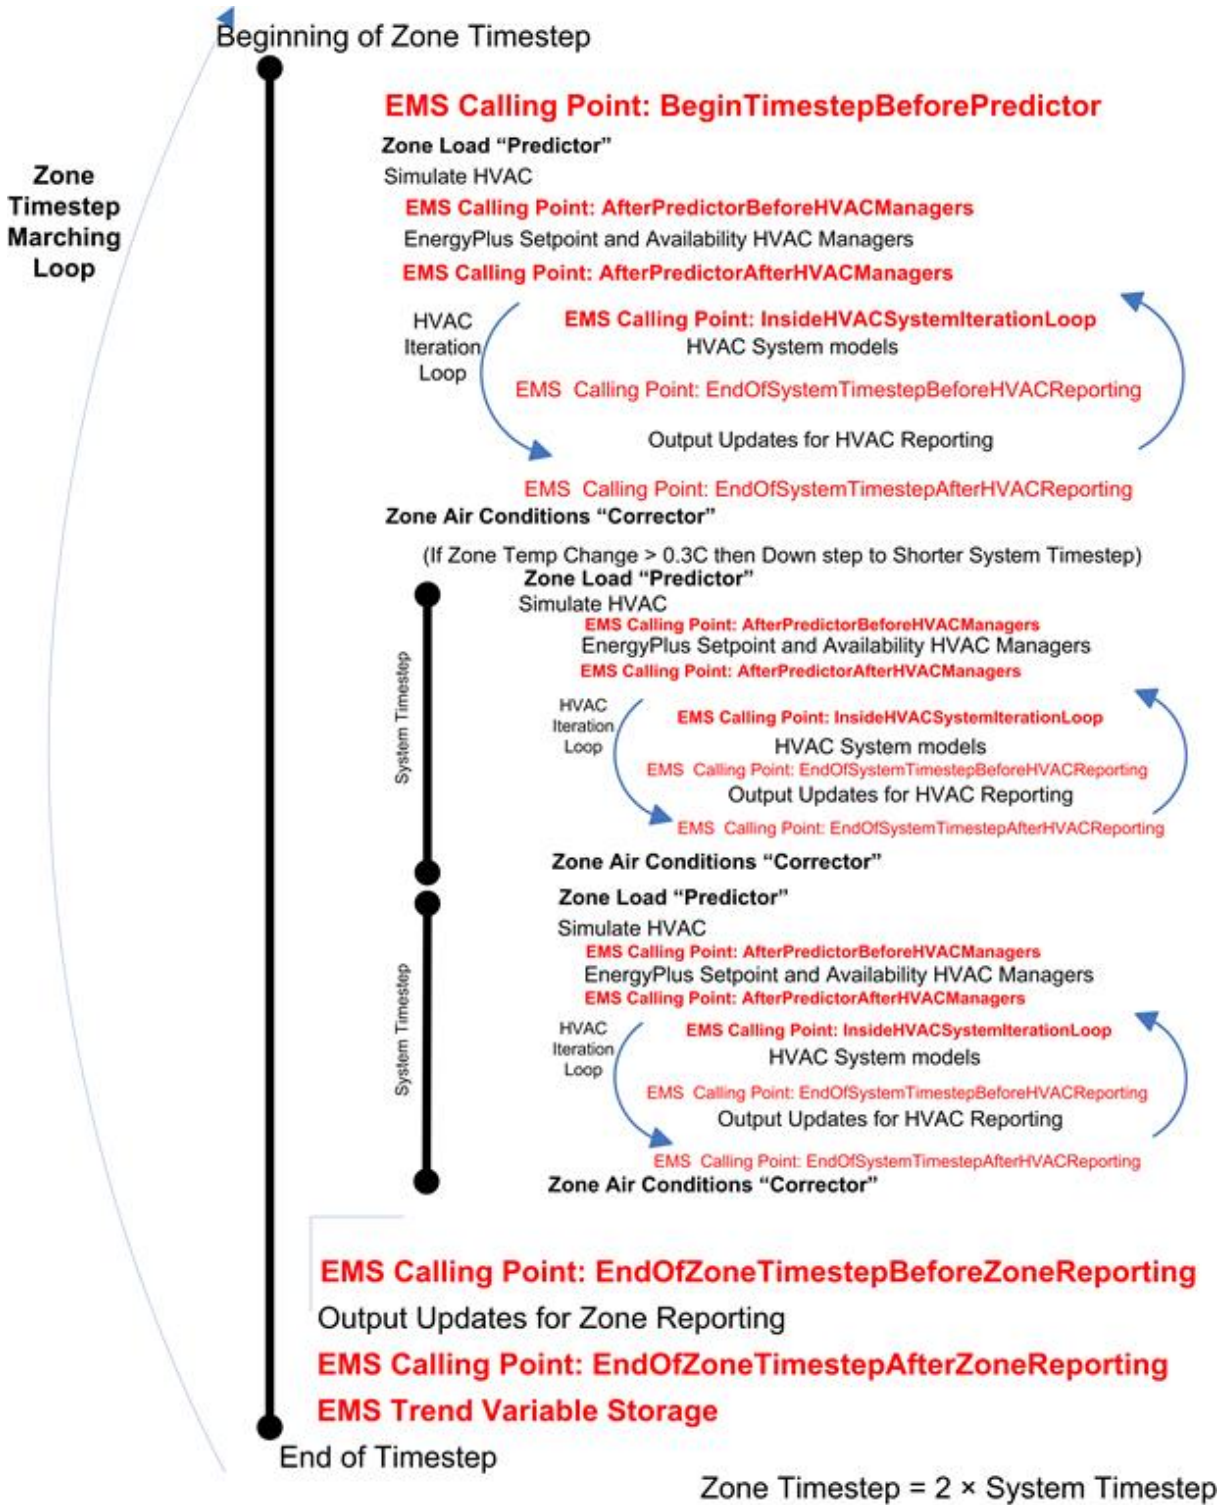 Beginning of Zone Timestep
EMS Calling Point: BeginTimestepBeforePredictor
Zone Load “Predictor”
Simulate HVAC
Zone
Timestep
Marching
Loop
EMS Calling Point: AfterPredictorBeforeHVACManagers
EnergyPlus Setpoint and Availability HVAC Managers
EMS Calling Point: AfterPredictorAfterHVACManagers
HVAC
Iteration
Loop
EMS Calling Point: InsideHVACSystemIterationLoop
HVAC System models
EMS Calling Point: EndOfSystemTimestepBeforeHVACReporting
Output Updates for HVAC Reporting
EMS Calling Point: EndOfSystemTimestepAfterHVACReporting
Zone Air Conditions “Corrector”
(If Zone Temp Change > 0.3C then Down step to Shorter System Timestep)
Zone Load “Predictor”
Simulate HVAC
EMS Calling Point: AfterPredictorBeforeHVACManagers
EnergyPlus Setpoint and Availability HVAC Managers
EMS Calling Point: AfterPredictorAfterHVACManagers
System Timestep
HVAC
Iteration
Loop
EMS Calling Point: InsideHVACSystemIterationLoop
HVAC System models
EMS Calling Point: EndOfSystemTimestepBeforeHVACReporting
Output Updates for HVAC Reporting
EMS Calling Point: EndOfSystemTimestepAfterHVACReporting
Zone Air Conditions “Corrector”
Zone Load “Predictor”
Simulate HVAC
EMS Calling Point: AfterPredictorBeforeHVACManagers
EnergyPlus Setpoint and Availability HVAC Managers
EMS Calling Point: AfterPredictorAfterHVACManagers
System Timestep
HVAC
Iteration
Loop
EMS Calling Point: InsideHVACSystemIterationLoop
HVAC System models
EMS Calling Point: EndOfSystemTimestepBeforeHVACReporting
Output Updates for HVAC Reporting
EMS Calling Point: EndOfSystemTimestepAfterHVACReporting
Zone Air Conditions “Corrector”
EMS Calling Point: EndOfZoneTimestepBeforeZoneReporting
Output Updates for Zone Reporting
EMS Calling Point: EndOfZoneTimestepAfterZoneReporting
EMS Trend Variable Storage
End of Timestep
Zone Timestep = 2 × System Timestep